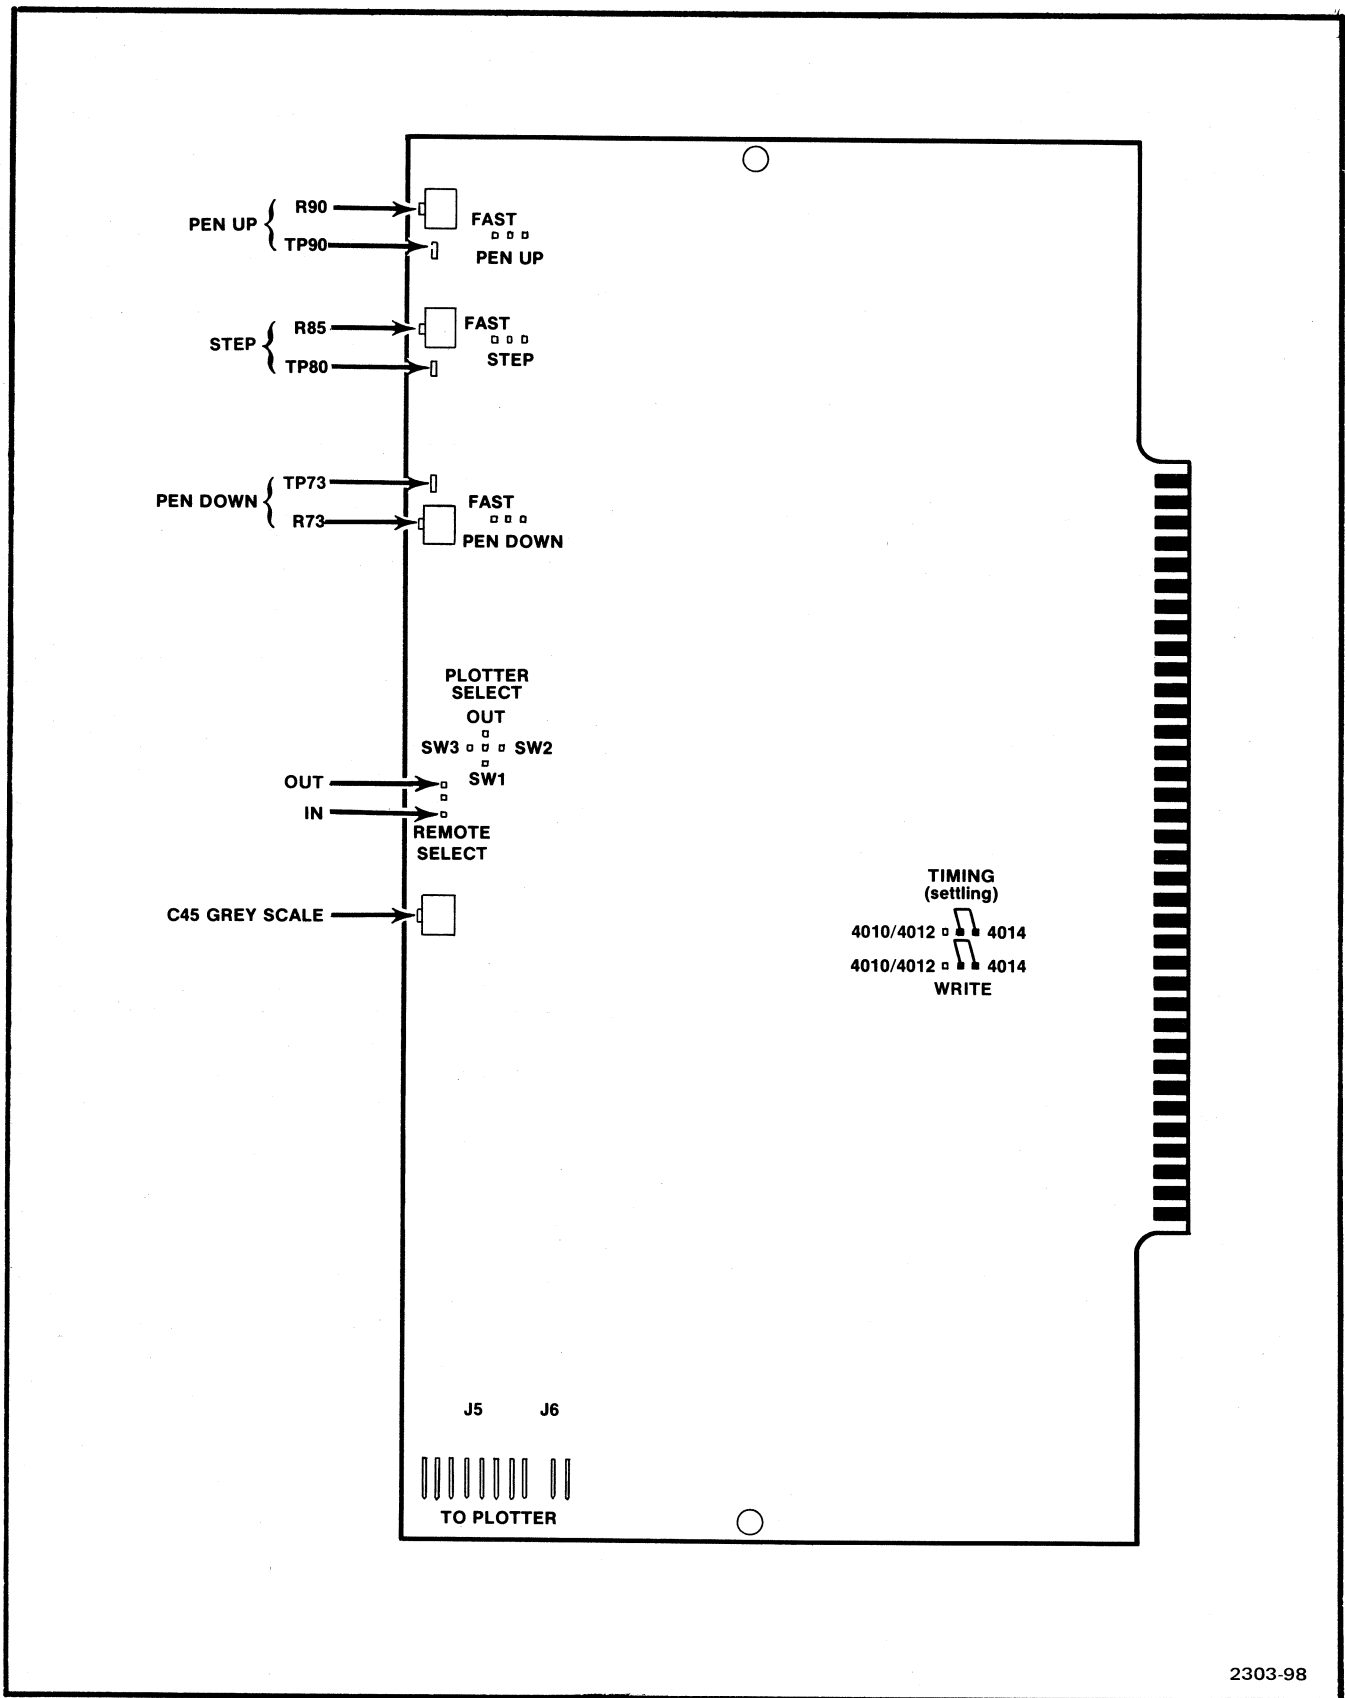 R90
PEN UP
TP90
FAST
PEN UP
R85
STEP
TP80
FAST
STEP
TP73
PEN DOWN
R73
FAST
PEN DOWN
PLOTTER
SELECT
OUT
SW3 SW2
SW1
OUT
IN
REMOTE
SELECT
C45 GREY SCALE
TIMING
(settling)
4010/4012 4014
4010/4012 4014
WRITE
J5 J6
TO PLOTTER
2303-98